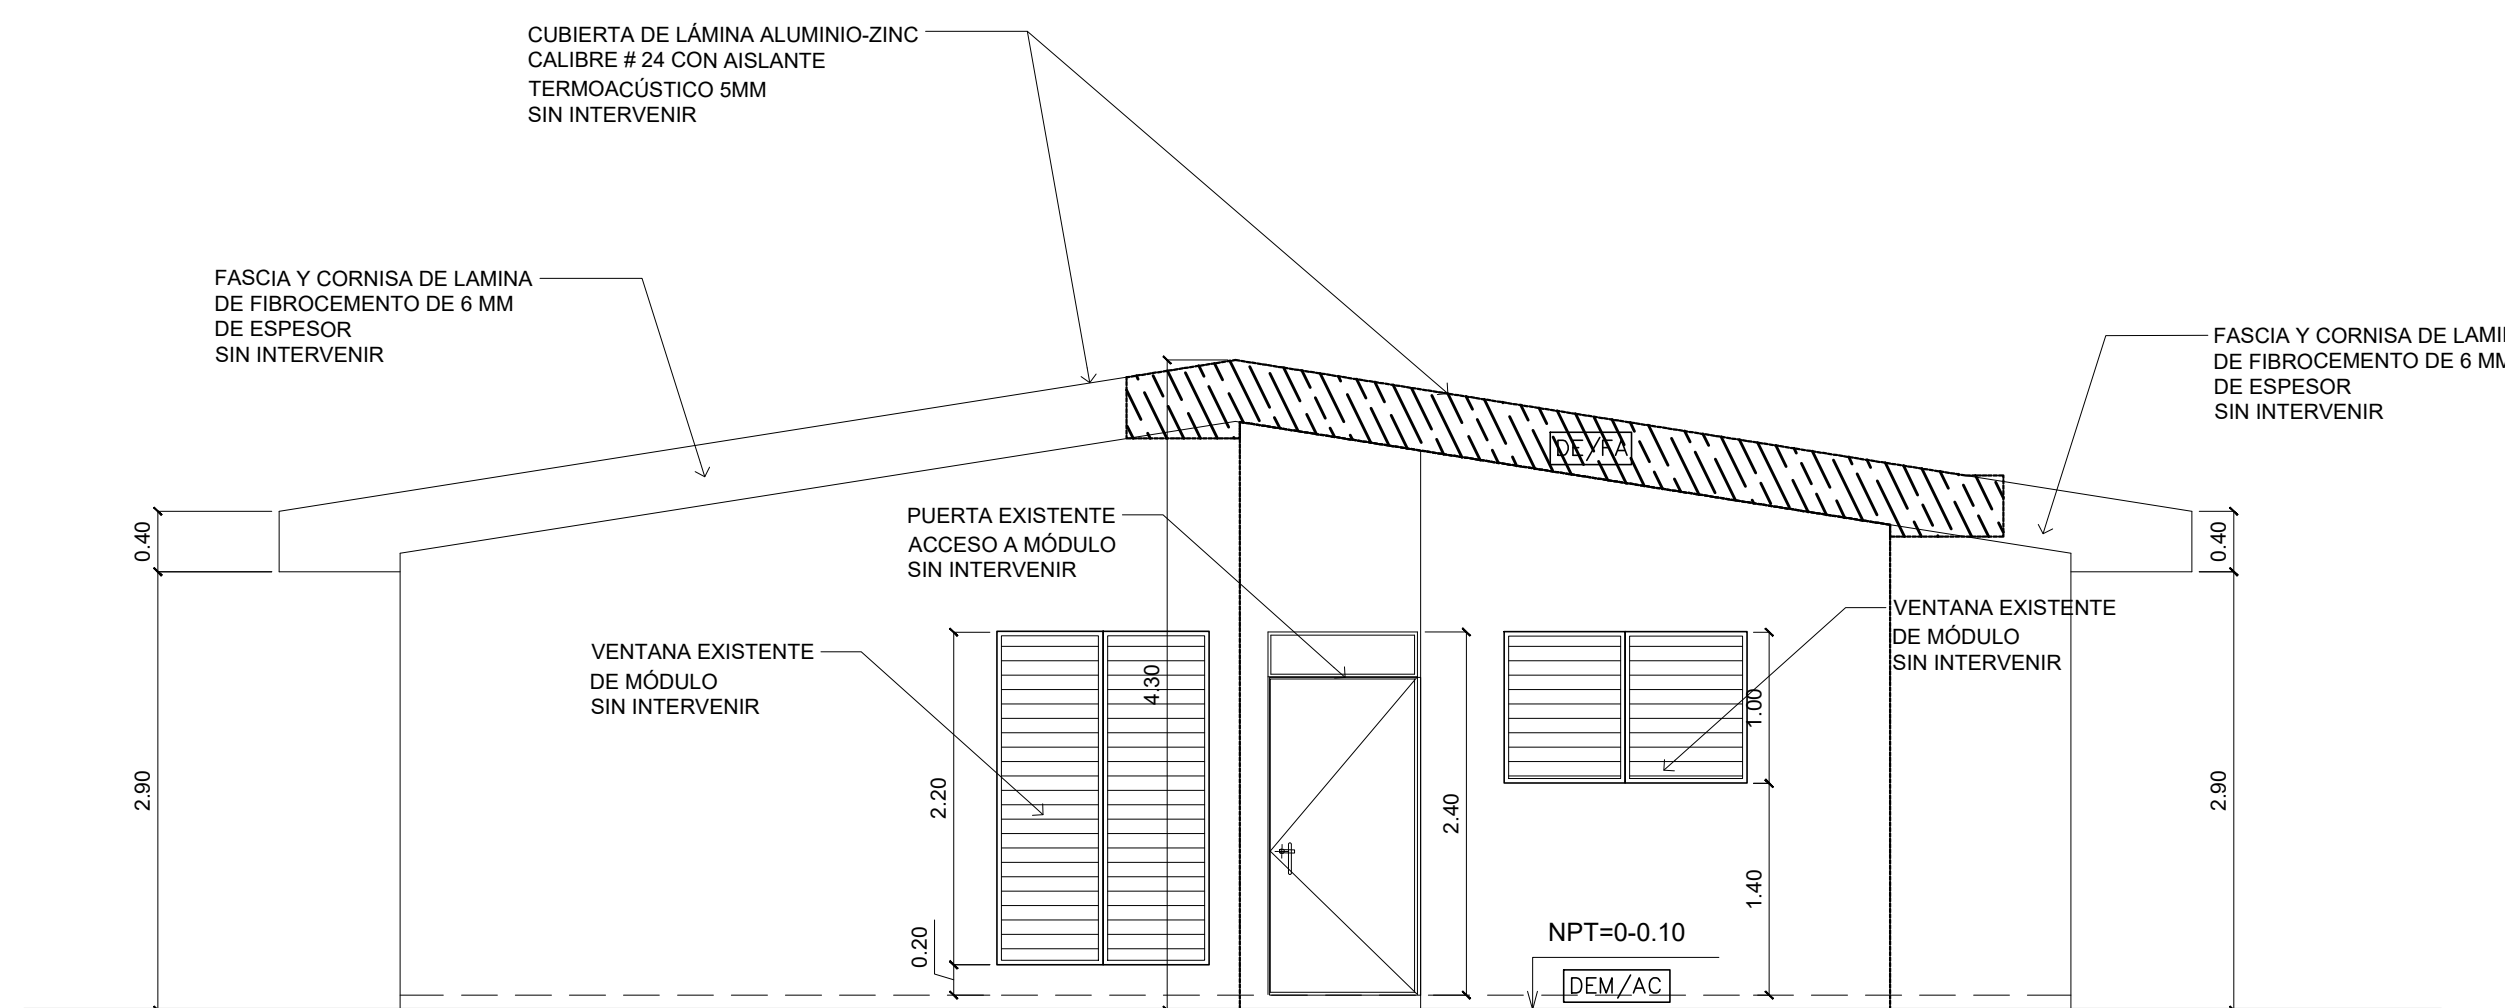 CUBIERTA DE LÁMINA ALUMINIO-ZINC
CALIBRE # 24 CON AISLANTE
TERMOACÚSTICO 5MM
SIN INTERVENIR
FASCIA Y CORNISA DE LAMINA
DE FIBROCEMENTO DE 6 MM
DE ESPESOR
SIN INTERVENIR
FASCIA Y CORNISA DE
DE FIBROCEMENTO DE 6
DE ESPESOR
SIN INTERVENIR
DE/FA
PUERTA EXISTENTE
ACCESO A MÓDULO
SIN INTERVENIR
0.40
0.40
VENTANA EXISTENTE
DE MÓDULO
SIN INTERVENIR
VENTANA EXISTENTE
DE MÓDULO
SIN INTERVENIR
4.30
1.00
2.90
2.20
2.40
2.90
1.40
0.20
NPT=0-0.10
DEM/AC